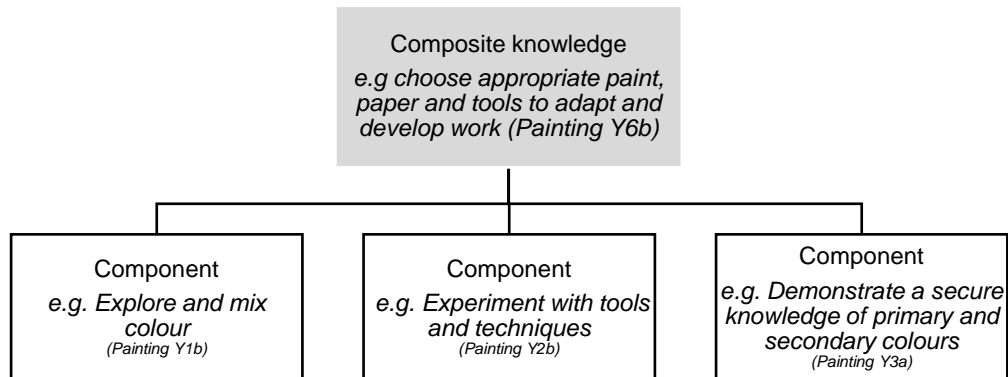 Composite knowledge
e.g choose appropriate paint,
paper and tools to adapt and
develop work (Painting Y6b)
Component
e.g. Explore and mix
colour
(Painting Y1b)
Component
e.g. Experiment with tools
and techniques
(Painting Y2b)
Component
e.g. Demonstrate a secure
knowledge of primary and
secondary colours
(Painting Y3a)